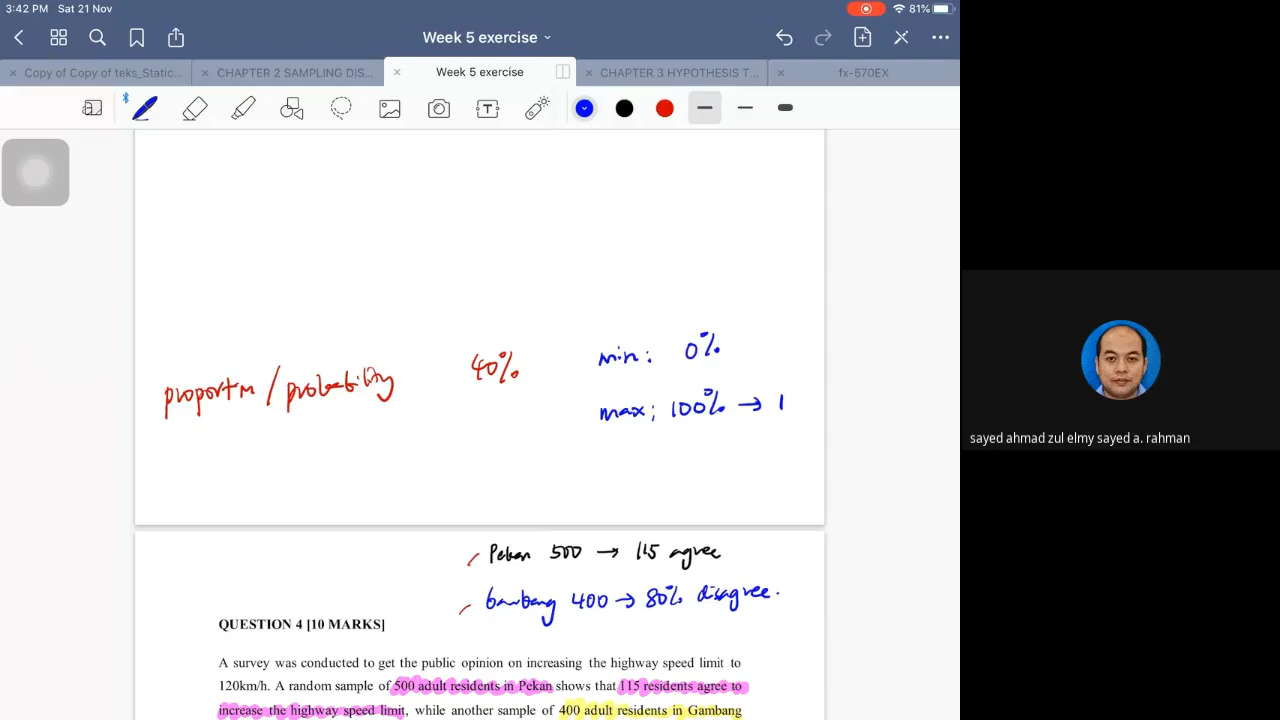 3:42 PM Sat 21 Nov
81%
Week 5 exercise
Copy of Copy of teks_Static...
CHAPTER 2 SAMPLING DIS...
Week 5 exercise
CHAPTER 3 HYPOTHESIS T...
fx-570EX
T
proportn / probability 40%
min: 0%
max; 100% → 1
Pekan 500 → 115 agree
Gambang 400 → 80% disagree.
QUESTION 4 [10 MARKS]
A survey was conducted to get the public opinion on increasing the highway speed limit to
120km/h. A random sample of 500 adult residents in Pekan shows that 115 residents agree to
increase the highway speed limit, while another sample of 400 adult residents in Gambang
sayed ahmad zul elmy sayed a. rahman